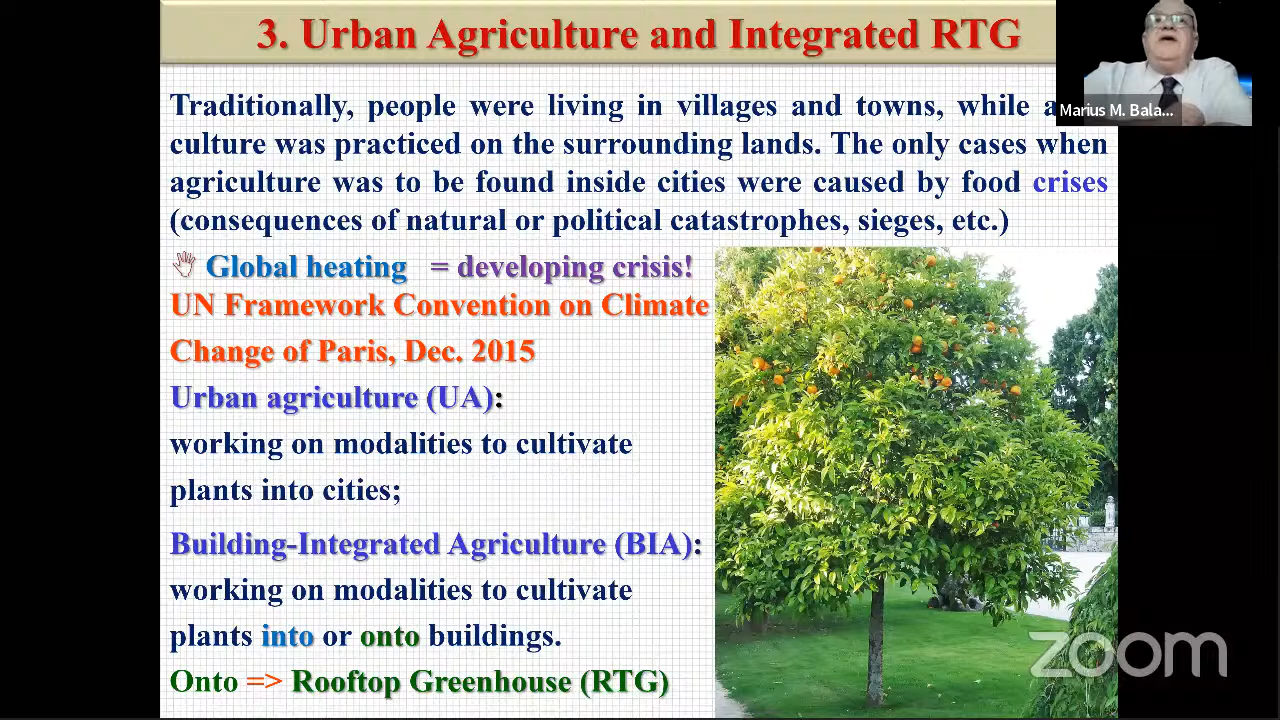 3. Urban Agriculture and Integrated RTG
Marius M. Bala...
Traditionally, people were living in villages and towns, while a
culture was practiced on the surrounding lands. The only cases when
agriculture was to be found inside cities were caused by food crises
(consequences of natural or political catastrophes, sieges, etc.)
Global heating = developing crisis!
UN Framework Convention on Climate
Change of Paris, Dec. 2015
Urban agriculture (UA):
working on modalities to cultivate
plants into cities;
Building-Integrated Agriculture (BIA):
working on modalities to cultivate
plants into or onto buildings.
Onto => Rooftop Greenhouse (RTG)
zoom